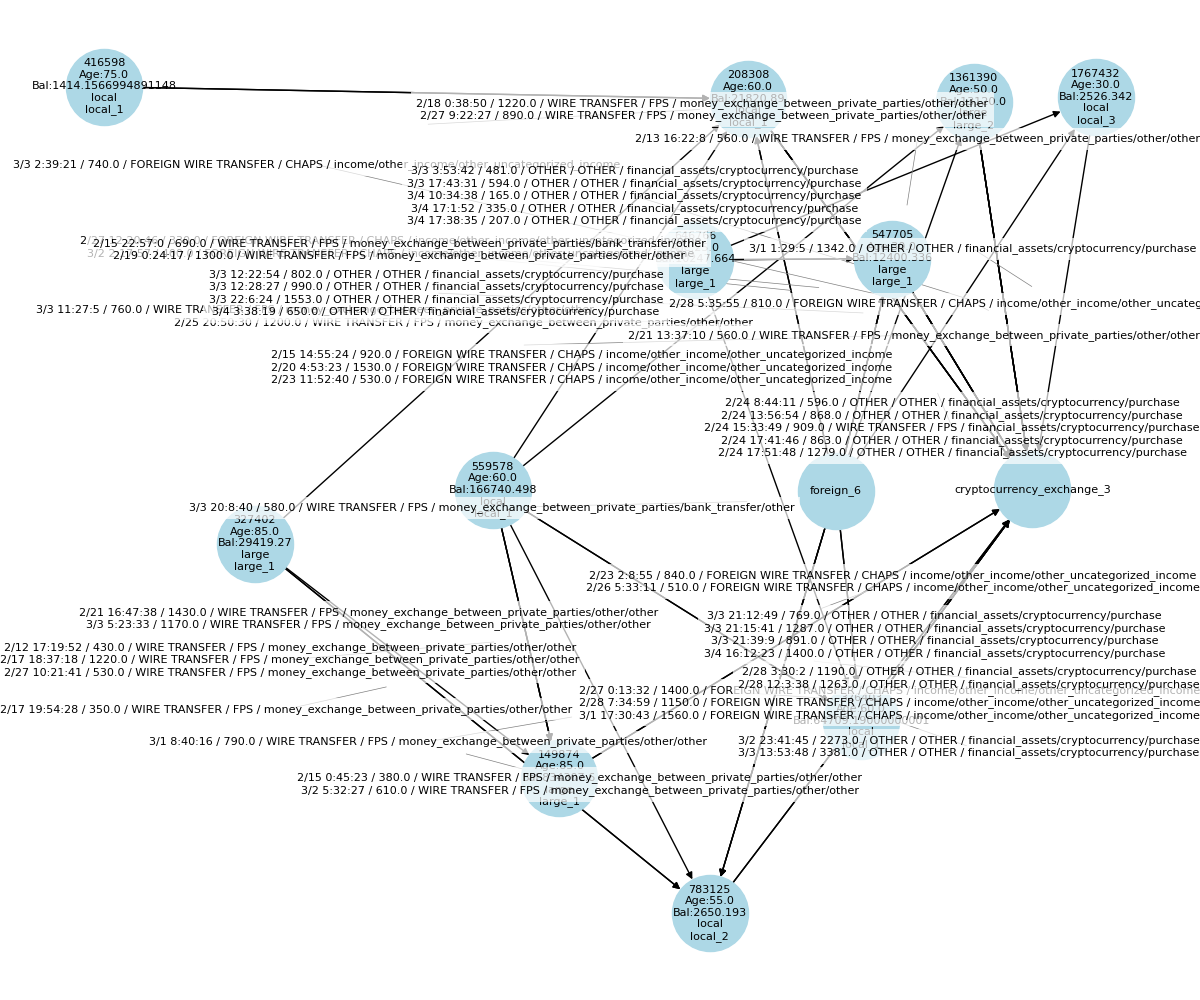 416598
Age:75.0
Bal:1414.1566994891148
local
local_1
208308
Age:60.0
Bal:21820.89
local_1
1361390
Age:50.0
large_2
1767432
Age:30.0
Bal:2526.342
local
local_3
2/18 0:38:50 / 1220.0 / WIRE TRANSFER / FPS / money_exchange_between_private_parties/other/other
2/27 9:22:27 / 890.0 / WIRE TRANSFER / FPS / money_exchange_between_private_parties/other/other
2/13 16:22:8 / 560.0 / WIRE TRANSFER / FPS / money_exchange_between_private_parties/other/other
3/3 2:39:21 / 740.0 / FOREIGN WIRE TRANSFER / CHAPS / income/other_income/other_uncategorized_income
3/3 3:53:42 / 481.0 / OTHER / OTHER / financial_assets/cryptocurrency/purchase
3/3 17:43:31 / 594.0 / OTHER / OTHER / financial_assets/cryptocurrency/purchase
3/4 10:34:38 / 165.0 / OTHER / OTHER / financial_assets/cryptocurrency/purchase
3/4 17:1:52 / 335.0 / OTHER / OTHER / financial_assets/cryptocurrency/purchase
3/4 17:38:35 / 207.0 / OTHER / OTHER / financial_assets/cryptocurrency/purchase
2/15 22:57:0 / 690.0 / WIRE TRANSFER / FPS / money_exchange_between_private_parties/bank_transfer/other
2/19 0:24:17 / 1300.0 / WIRE TRANSFER / FPS / money_exchange_between_private_parties/other/other
large
large_1
547705
Bal:12400.336
large
large_1
3/1 1:29:5 / 1342.0 / OTHER / OTHER / financial_assets/cryptocurrency/purchase
3/3 12:22:54 / 802.0 / OTHER / OTHER / financial_assets/cryptocurrency/purchase
3/3 12:28:27 / 990.0 / OTHER / OTHER / financial_assets/cryptocurrency/purchase
3/3 22:6:24 / 1553.0 / OTHER / OTHER / financial_assets/cryptocurrency/purchase
3/4 3:38:19 / 650.0 / OTHER / OTHER / financial_assets/cryptocurrency/purchase
3/3 11:27:5 / 760.0 / WIRE
2/28 5:35:55 / 810.0 / FOREIGN WIRE TRANSFER / CHAPS / income/other_income/other_uncateg
2/25 20:50:50 / 1200.0 / WIRE TRANSFER / FPS / money_exchange_between_private_parties/other/other
2/21 13:37:10 / 560.0 / WIRE TRANSFER / FPS / money_exchange_between_private_parties/other/other
2/15 14:55:24 / 920.0 / FOREIGN WIRE TRANSFER / CHAPS / income/other_income/other_uncategorized_income
2/20 4:53:23 / 1530.0 / FOREIGN WIRE TRANSFER / CHAPS / income/other_income/other_uncategorized_income
2/23 11:52:40 / 530.0 / FOREIGN WIRE TRANSFER / CHAPS / income/other_income/other_uncategorized_income
2/24 8:44:11 / 596.0 / OTHER / OTHER / financial_assets/cryptocurrency/purchase
2/24 13:56:54 / 868.0 / OTHER / OTHER / financial_assets/cryptocurrency/purchase
2/24 15:33:49 / 909.0 / WIRE TRANSFER / FPS / financial_assets/cryptocurrency/purchase
2/24 17:41:46 / 863.0 / OTHER / OTHER / financial_assets/cryptocurrency/purchase
2/24 17:51:48 / 1279.0 / OTHER / OTHER / financial_assets/cryptocurrency/purchase
559578
Age:60.0
Bal:166740.498
local
local_1
foreign_6
cryptocurrency_exchange_3
3/3 20:8:40 / 580.0 / WIRE TRANSFER / FPS / money_exchange_between_private_parties/bank_transfer/other
327402
Age:85.0
Bal:29419.27
large
large_1
2/23 2:8:55 / 840.0 / FOREIGN WIRE TRANSFER / CHAPS / income/other_income/other_uncategorized_income
2/26 5:33:11 / 510.0 / FOREIGN WIRE TRANSFER / CHAPS / income/other_income/other_uncategorized_income
2/21 16:47:38 / 1430.0 / WIRE TRANSFER / FPS / money_exchange_between_private_parties/other/other
3/3 5:23:33 / 1170.0 / WIRE TRANSFER / FPS / money_exchange_between_private_parties/other/other
3/3 21:12:49 / 769.0 / OTHER / OTHER / financial_assets/cryptocurrency/purchase
3/3 21:15:41 / 1287.0 / OTHER / OTHER / financial_assets/cryptocurrency/purchase
3/3 21:39:9 / 891.0 / OTHER / OTHER / financial_assets/cryptocurrency/purchase
3/4 16:12:23 / 1400.0 / OTHER / OTHER / financial_assets/cryptocurrency/purchase
2/12 17:19:52 / 430.0 / WIRE TRANSFER / FPS / money_exchange_between_private_parties/other/other
2/17 18:37:18 / 1220.0 / WIRE TRANSFER / FPS / money_exchange_between_private_parties/other/other
2/27 10:21:41 / 530.0 / WIRE TRANSFER / FPS / money_exchange_between_private_parties/other/other
2/28 3:30:2 / 1190.0 / OTHER / OTHER / financial_assets/cryptocurrency/purchase
2/28 12:3:38 / 1263.0 / OTHER / OTHER / financial_assets/cryptocurrency/purchase
2/27 0:13:32 / 1400.0 / FOREIGN WIRE TRANSFER / CHAPS / income/other_income/other_uncategorized_income
2/28 7:34:59 / 1150.0 / FOREIGN WIRE TRANSFER / CHAPS / income/other_income/other_uncategorized_income
3/1 17:30:43 / 1560.0 / FOREIGN WIRE TRANSFER / CHAPS / income/other_income/other_uncategorized_income
2/17 19:54:28 / 350.0 / WIRE TRANSFER / FPS / money_exchange_between_private_parties/other/other
3/1 8:40:16 / 790.0 / WIRE TRANSFER / FPS / money_exchange_between_private_parties/other/other
3/2 23:41:45 / 2273.0 / OTHER / OTHER / financial_assets/cryptocurrency/purchase
3/3 13:53:48 / 3381.0 / OTHER / OTHER / financial_assets/cryptocurrency/purchase
149874
Age:85.0
large_1
2/15 0:45:23 / 380.0 / WIRE TRANSFER / FPS / money_exchange_between_private_parties/other/other
3/2 5:32:27 / 610.0 / WIRE TRANSFER / FPS / money_exchange_between_private_parties/other/other
783125
Age:55.0
Bal:2650.193
local
local_2